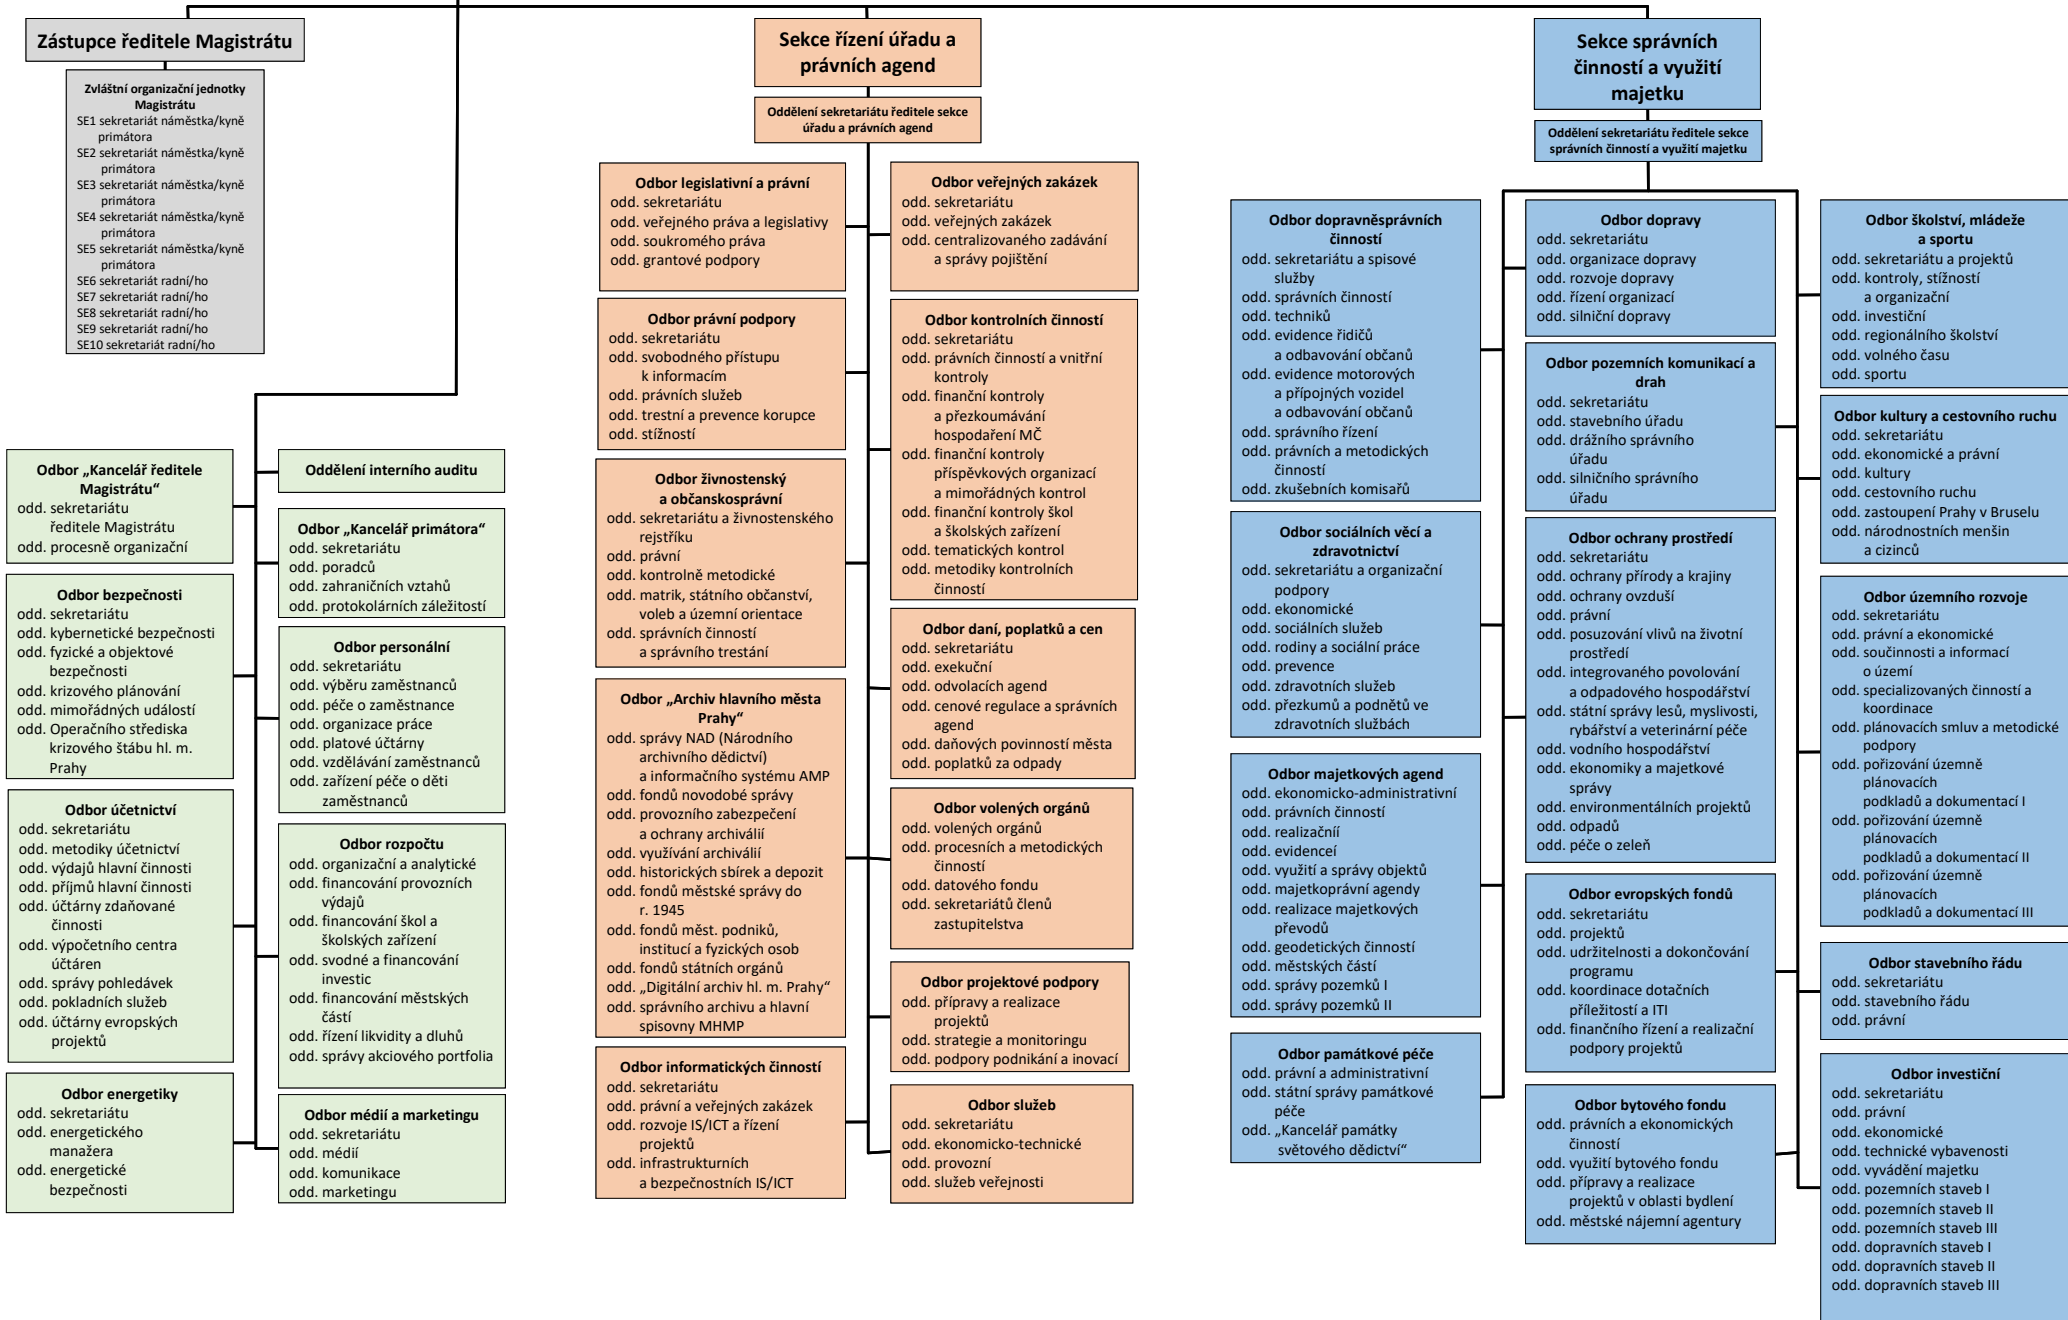 Zástupce ředitele Magistrátu
Zvláštní organizační jednotky
Magistrátu
SE1 sekretariát náměstka/kyně
primátora
SE2 sekretariát náměstka/kyně
primátora
SE3 sekretariát náměstka/kyně
primátora
SE4 sekretariát náměstka/kyně
primátora
SE5 sekretariát náměstka/kyně
primátora
SE6 sekretariát radní/ho
SE7 sekretariát radní/ho
SE8 sekretariát radní/ho
SE9 sekretariát radní/ho
SE10 sekretariát radní/ho
Odbor „Kancelář ředitele
Magistrátu“
odd. sekretariátu
ředitele Magistrátu
odd. procesně organizační
Odbor bezpečnosti
odd. sekretariátu
odd. kybernetické bezpečnosti
odd. fyzické a objektové
bezpečnosti
odd. krizového plánování
odd. mimořádných událostí
odd. Operačního střediska
krizového štábu hl. m.
Prahy
Odbor účetnictví
odd. sekretariátu
odd. metodiky účetnictví
odd. výdajů hlavní činnosti
odd. příjmů hlavní činnosti
odd. účtárny zdaňované
činnosti
odd. výpočetního centra
účtáren
odd. správy pohledávek
odd. pokladních služeb
odd. účtárny evropských
projektů
Odbor energetiky
odd. sekretariátu
odd. energetického
manažera
odd. energetické
bezpečnosti
Oddělení interního auditu
Odbor „Kancelář primátora“
odd. sekretariátu
odd. poradců
odd. zahraničních vztahů
odd. protokolárních záležitostí
Odbor personální
odd. sekretariátu
odd. výběru zaměstnanců
odd. péče o zaměstnance
odd. organizace práce
odd. platové účtárny
odd. vzdělávání zaměstnanců
odd. zařízení péče o děti
zaměstnanců
Odbor rozpočtu
odd. organizační a analytické
odd. financování provozních
výdajů
odd. financování škol a
školských zařízení
odd. svodné a financování
investic
odd. financování městských
částí
odd. řízení likvidity a dluhů
odd. správy akciového portfolia
Odbor médií a marketingu
odd. sekretariátu
odd. médií
odd. komunikace
odd. marketingu
Sekce řízení úřadu a
právních agend
Oddělení sekretariátu ředitele sekce
úřadu a právních agend
Odbor legislativní a právní
odd. sekretariátu
odd. veřejného práva a legislativy
odd. soukromého práva
odd. grantové podpory
Odbor právní podpory
odd. sekretariátu
odd. svobodného přístupu
k informacím
odd. právních služeb
odd. trestní a prevence korupce
odd. stížností
Odbor živnostenský
a občanskosprávní
odd. sekretariátu a živnostenského
rejstříku
odd. právní
odd. kontrolně metodické
odd. matrik, státního občanství,
voleb a územní orientace
odd. správních činností
a správního trestání
Odbor „Archiv hlavního města
Prahy“
odd. správy NAD (Národního
archivního dědictví)
a informačního systému AMP
odd. fondů novodobé správy
odd. provozního zabezpečení
a ochrany archiválií
odd. využívání archiválií
odd. historických sbírek a depozit
odd. fondů městské správy do
r. 1945
odd. fondů měst. podniků,
institucí a fyzických osob
odd. fondů státních orgánů
odd. „Digitální archiv hl. m. Prahy“
odd. správního archivu a hlavní
spisovny MHMP
Odbor informatických činností
odd. sekretariátu
odd. právní a veřejných zakázek
odd. rozvoje IS/ICT a řízení
projektů
odd. infrastrukturních
a bezpečnostních IS/ICT
Odbor veřejných zakázek
odd. sekretariátu
odd. veřejných zakázek
odd. centralizovaného zadávání
a správy pojištění
Odbor kontrolních činností
odd. sekretariátu
odd. právních činností a vnitřní
kontroly
odd. finanční kontroly
a přezkoumávání
hospodaření MČ
odd. finanční kontroly
příspěvkových organizací
a mimořádných kontrol
odd. finanční kontroly škol
a školských zařízení
odd. tematických kontrol
odd. metodiky kontrolních
činností
Odbor daní, poplatků a cen
odd. sekretariátu
odd. exekuční
odd. odvolacích agend
odd. cenové regulace a správních
agend
odd. daňových povinností města
odd. poplatků za odpady
Odbor volených orgánů
odd. volených orgánů
odd. procesních a metodických
činností
odd. datového fondu
odd. sekretariátů členů
zastupitelstva
Odbor projektové podpory
odd. přípravy a realizace
projektů
odd. strategie a monitoringu
odd. podpory podnikání a inovací
Odbor služeb
odd. sekretariátu
odd. ekonomicko-technické
odd. provozní
odd. služeb veřejnosti
Sekce správních
činností a využití
majetku
Oddělení sekretariátu ředitele sekce
správních činností a využití majetku
Odbor dopravněsprávních
činností
odd. sekretariátu a spisové
služby
odd. správních činností
odd. techniků
odd. evidence řidičů
a odbavování občanů
odd. evidence motorových
a přípojných vozidel
a odbavování občanů
odd. správního řízení
odd. právních a metodických
činností
odd. zkušebních komisařů
Odbor sociálních věcí a
zdravotnictví
odd. sekretariátu a organizační
podpory
odd. ekonomické
odd. sociálních služeb
odd. rodiny a sociální práce
odd. prevence
odd. zdravotních služeb
odd. přezkumů a podnětů ve
zdravotních službách
Odbor majetkových agend
odd. ekonomicko-administrativní
odd. právních činností
odd. realizačníí
odd. evidenceí
odd. využití a správy objektů
odd. majetkoprávní agendy
odd. realizace majetkových
převodů
odd. geodetických činností
odd. městských částí
odd. správy pozemků I
odd. správy pozemků II
Odbor památkové péče
odd. právní a administrativní
odd. státní správy památkové
péče
odd. „Kancelář památky
světového dědictví“
Odbor dopravy
odd. sekretariátu
odd. organizace dopravy
odd. rozvoje dopravy
odd. řízení organizací
odd. silniční dopravy
Odbor pozemních komunikací a
drah
odd. sekretariátu
odd. stavebního úřadu
odd. drážního správního
úřadu
odd. silničního správního
úřadu
Odbor ochrany prostředí
odd. sekretariátu
odd. ochrany přírody a krajiny
odd. ochrany ovzduší
odd. právní
odd. posuzování vlivů na životní
prostředí
odd. integrovaného povolování
a odpadového hospodářství
odd. státní správy lesů, myslivosti,
rybářství a veterinární péče
odd. vodního hospodářství
odd. ekonomiky a majetkové
správy
odd. environmentálních projektů
odd. odpadů
odd. péče o zeleň
Odbor evropských fondů
odd. sekretariátu
odd. projektů
odd. udržitelnosti a dokončování
programu
odd. koordinace dotačních
příležitostí a ITI
odd. finančního řízení a realizační
podpory projektů
Odbor bytového fondu
odd. právních a ekonomických
činností
odd. využití bytového fondu
odd. přípravy a realizace
projektů v oblasti bydlení
odd. městské nájemní agentury
Odbor školství, mládeže
a sportu
odd. sekretariátu a projektů
odd. kontroly, stížností
a organizační
odd. investiční
odd. regionálního školství
odd. volného času
odd. sportu
Odbor kultury a cestovního ruchu
odd. sekretariátu
odd. ekonomické a právní
odd. kultury
odd. cestovního ruchu
odd. zastoupení Prahy v Bruselu
odd. národnostních menšin
a cizinců
Odbor územního rozvoje
odd. sekretariátu
odd. právní a ekonomické
odd. součinnosti a informací
o území
odd. specializovaných činností a
koordinace
odd. plánovacích smluv a metodické
podpory
odd. pořizování územně
plánovacích
podkladů a dokumentací I
odd. pořizování územně
plánovacích
podkladů a dokumentací II
odd. pořizování územně
plánovacích
podkladů a dokumentací III
Odbor stavebního řádu
odd. sekretariátu
odd. stavebního řádu
odd. právní
Odbor investiční
odd. sekretariátu
odd. právní
odd. ekonomické
odd. technické vybavenosti
odd. vyvádění majetku
odd. pozemních staveb I
odd. pozemních staveb II
odd. pozemních staveb III
odd. dopravních staveb I
odd. dopravních staveb II
odd. dopravních staveb III